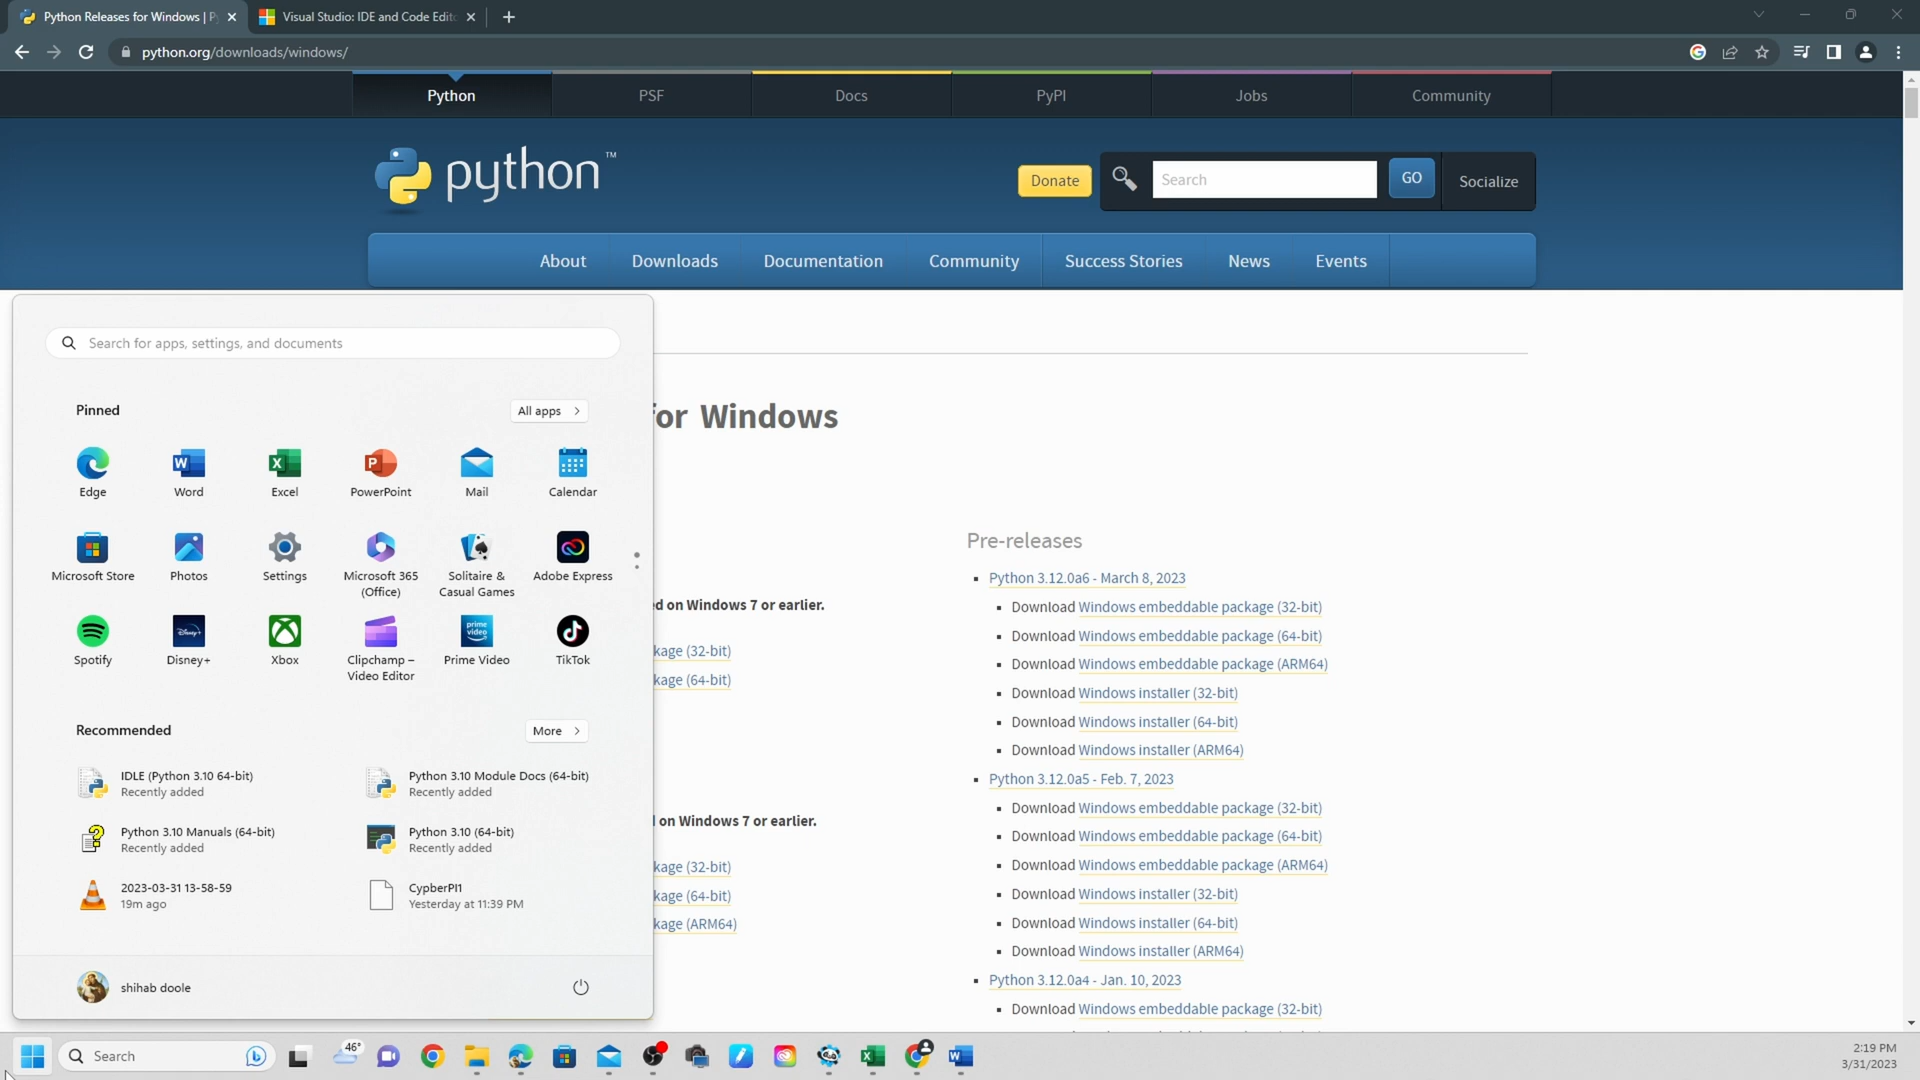 Python Releases for Windows | P
Visual Studio: IDE and Code Edito
python.org/downloads/windows/
Python
PSF
Docs
PyPI
Jobs
Community
python™
Donate
Search
GO
Socialize
About
Downloads
Documentation
Community
Success Stories
News
Events
Search for apps, settings, and documents
Pinned
All apps
Edge
Word
Excel
PowerPoint
Mail
Calendar
Microsoft Store
Photos
Settings
Microsoft 365
(Office)
Solitaire &
Casual Games
Adobe Express
Spotify
Disney+
Xbox
Clipchamp –
Video Editor
prime
video
Prime Video
TikTok
Recommended
More
IDLE (Python 3.10 64-bit)
Recently added
Python 3.10 Module Docs (64-bit)
Recently added
Python 3.10 Manuals (64-bit)
Recently added
Python 3.10 (64-bit)
Recently added
2023-03-31 13-58-59
19m ago
CypberPI1
Yesterday at 11:39 PM
shihab doole
for Windows
d on Windows 7 or earlier.
kage (32-bit)
kage (64-bit)
on Windows 7 or earlier.
kage (32-bit)
kage (64-bit)
kage (ARM64)
Pre-releases
Python 3.12.0a6 - March 8, 2023
Download Windows embeddable package (32-bit)
Download Windows embeddable package (64-bit)
Download Windows embeddable package (ARM64)
Download Windows installer (32-bit)
Download Windows installer (64-bit)
Download Windows installer (ARM64)
Python 3.12.0a5 - Feb. 7, 2023
Download Windows embeddable package (32-bit)
Download Windows embeddable package (64-bit)
Download Windows embeddable package (ARM64)
Download Windows installer (32-bit)
Download Windows installer (64-bit)
Download Windows installer (ARM64)
Python 3.12.0a4 - Jan. 10, 2023
Download Windows embeddable package (32-bit)
Search
46°
2:19 PM
3/31/2023